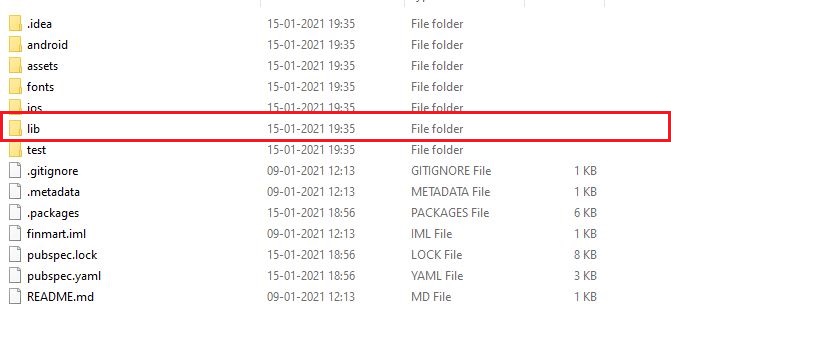 .idea 15-01-2021 19:35 File folder
android 15-01-2021 19:35 File folder
assets 15-01-2021 19:35 File folder
fonts 15-01-2021 19:35 File folder
ios 15-01-2021 19:35 File folder
lib 15-01-2021 19:35 File folder
test 15-01-2021 19:35 File folder
.gitignore 09-01-2021 12:13 GITIGNORE File 1 KB
.metadata 09-01-2021 12:13 METADATA File 1 KB
.packages 15-01-2021 18:56 PACKAGES File 6 KB
finmart.iml 09-01-2021 12:13 IML File 1 KB
pubspec.lock 15-01-2021 18:56 LOCK File 8 KB
pubspec.yaml 15-01-2021 18:56 YAML File 3 KB
README.md 09-01-2021 12:13 MD File 1 KB